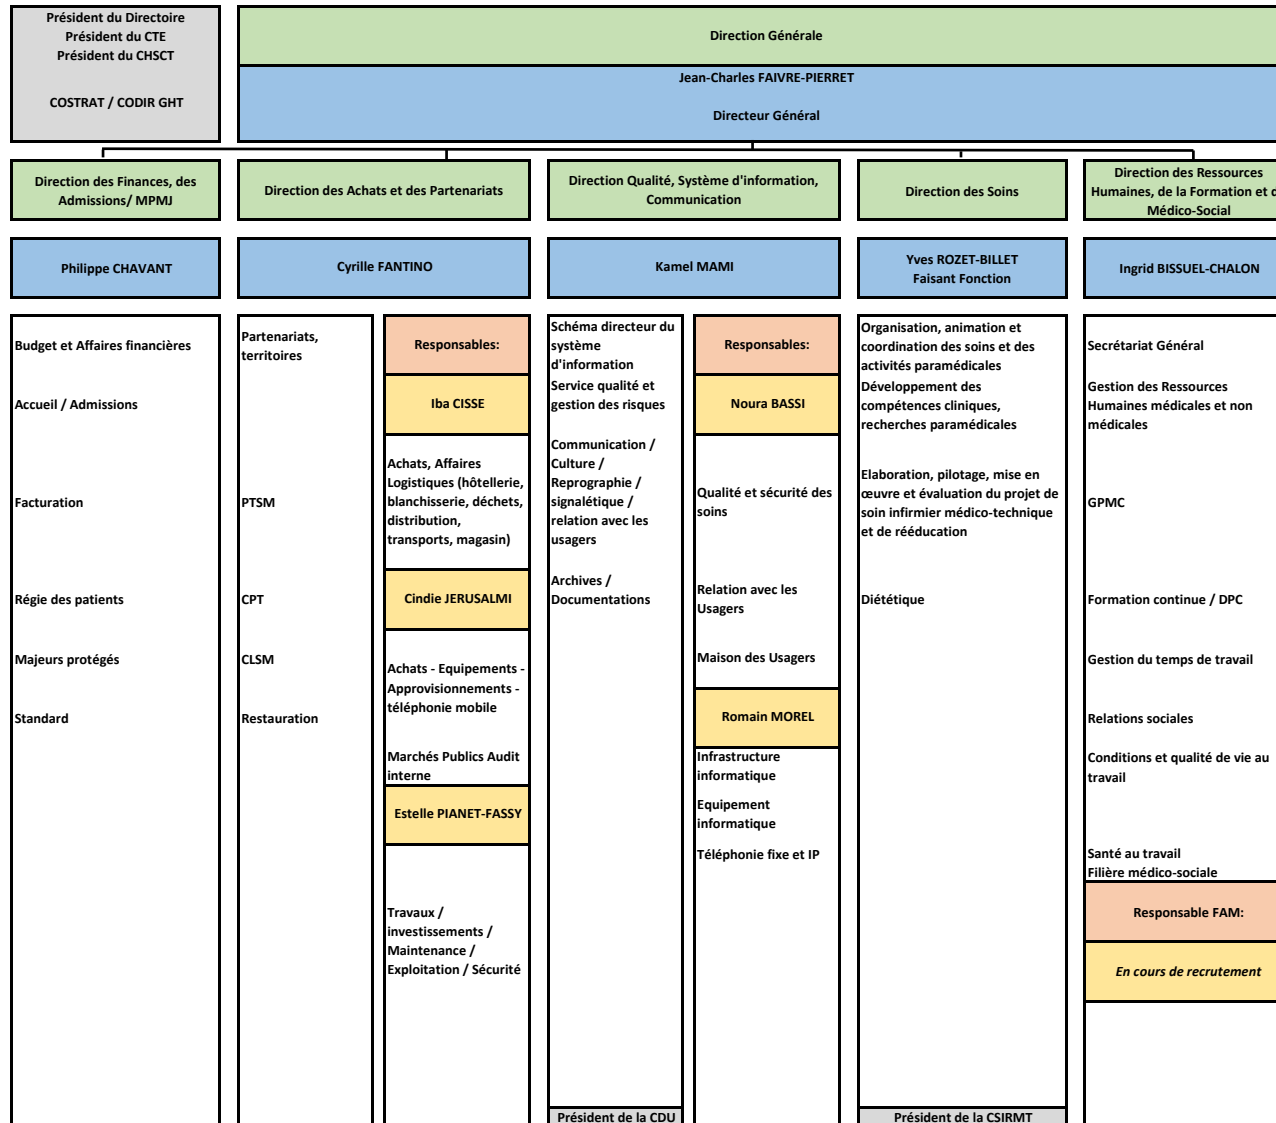 Président du Directoire
Président du CTE
Président du CHSCT
COSTRAT / CODIR GHT
Direction Générale
Jean-Charles FAIVRE-PIERRET
Directeur Général
Direction des Finances, des
Admissions/ MPMJ
Direction des Achats et des Partenariats
Direction Qualité, Système d'information,
Communication
Direction des Soins
Direction des Ressources
Humaines, de la Formation et d
Médico-Social
Philippe CHAVANT
Cyrille FANTINO
Kamel MAMI
Yves ROZET-BILLET
Faisant Fonction
Ingrid BISSUEL-CHALON
Budget et Affaires financières
Accueil / Admissions
Facturation
Régie des patients
Majeurs protégés
Standard
Partenariats,
territoires
PTSM
CPT
CLSM
Restauration
Responsables:
Iba CISSE
Achats, Affaires
Logistiques (hôtellerie,
blanchisserie, déchets,
distribution,
transports, magasin)
Cindie JERUSALMI
Achats - Equipements -
Approvisionnements -
téléphonie mobile
Marchés Publics Audit
interne
Estelle PIANET-FASSY
Travaux /
investissements /
Maintenance /
Exploitation / Sécurité
Schéma directeur du
système
d'information
Service qualité et
gestion des risques
Communication /
Culture /
Reprographie /
signalétique /
relation avec les
usagers
Archives /
Documentations
Président de la CDU
Responsables:
Noura BASSI
Qualité et sécurité des
soins
Relation avec les
Usagers
Maison des Usagers
Romain MOREL
Infrastructure
informatique
Equipement
informatique
Téléphonie fixe et IP
Organisation, animation et
coordination des soins et des
activités paramédicales
Développement des
compétences cliniques,
recherches paramédicales
Elaboration, pilotage, mise en
œuvre et évaluation du projet de
soin infirmier médico-technique
et de rééducation
Diététique
Président de la CSIRMT
Secrétariat Général
Gestion des Ressources
Humaines médicales et non
médicales
GPMC
Formation continue / DPC
Gestion du temps de travail
Relations sociales
Conditions et qualité de vie au
travail
Santé au travail
Filière médico-sociale
Responsable FAM:
En cours de recrutement